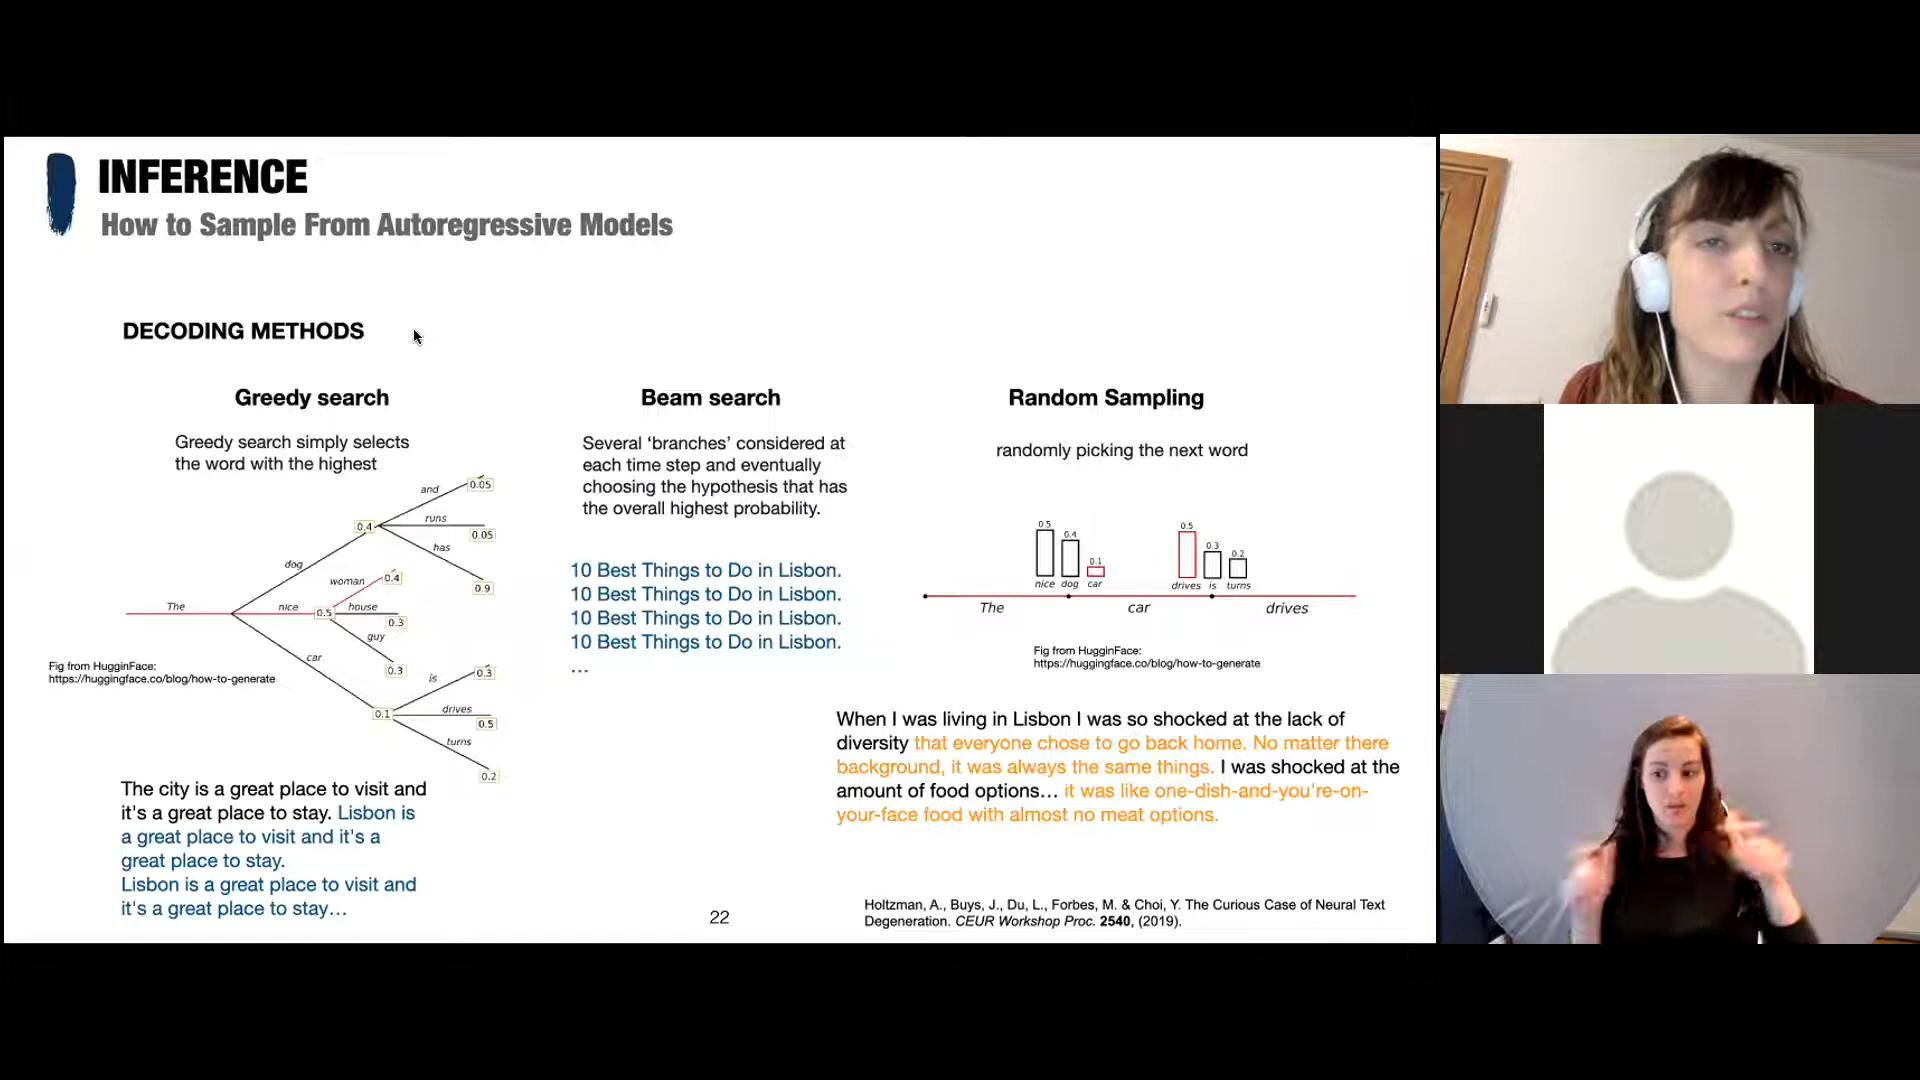 INFERENCE
How to Sample From Autoregressive Models
DECODING METHODS
Greedy search
Greedy search simply selects
the word with the highest
and
0.05
0.4
runs
0.05
has
0.9
dog
woman
0.4
The
nice
0.5
house
0.3
guy
0.3
car
is
0.3
0.1
drives
0.5
turns
0.2
Fig from HugginFace:
https://huggingface.co/blog/how-to-generate
The city is a great place to visit and
it's a great place to stay. Lisbon is
a great place to visit and it's a
great place to stay.
Lisbon is a great place to visit and
it's a great place to stay…
Beam search
Several ‘branches’ considered at
each time step and eventually
choosing the hypothesis that has
the overall highest probability.
10 Best Things to Do in Lisbon.
10 Best Things to Do in Lisbon.
10 Best Things to Do in Lisbon.
10 Best Things to Do in Lisbon.
…
Random Sampling
randomly picking the next word
0.5 0.4 0.1 0.5 0.3 0.2
nice dog car drives is turns
The car drives
Fig from HugginFace:
https://huggingface.co/blog/how-to-generate
When I was living in Lisbon I was so shocked at the lack of
diversity that everyone chose to go back home. No matter there
background, it was always the same things. I was shocked at the
amount of food options… it was like one-dish-and-you're-on-
your-face food with almost no meat options.
22
Holtzman, A., Buys, J., Du, L., Forbes, M. & Choi, Y. The Curious Case of Neural Text
Degeneration. CEUR Workshop Proc. 2540, (2019).